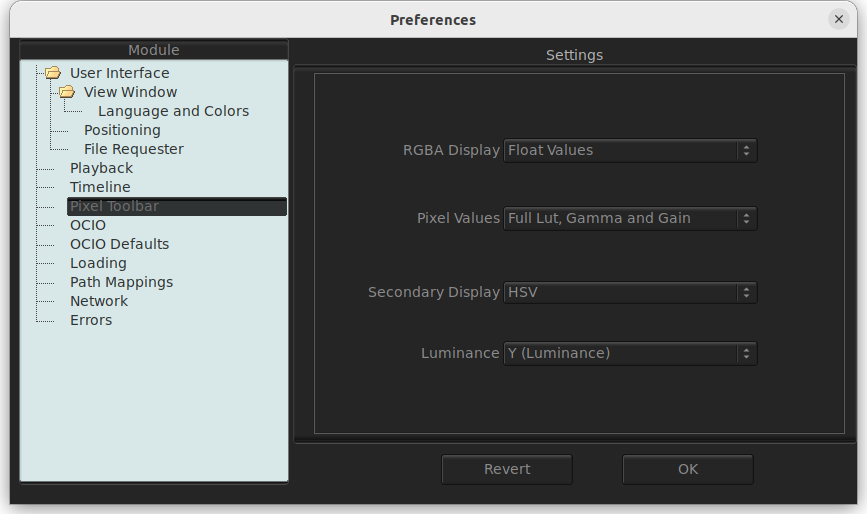 Preferences
Module
User Interface
View Window
Language and Colors
Positioning
File Requester
Playback
Timeline
Pixel Toolbar
OCIO
OCIO Defaults
Loading
Path Mappings
Network
Errors
Settings
RGBA Display Float Values
Pixel Values Full Lut, Gamma and Gain
Secondary Display HSV
Luminance Y (Luminance)
Revert OK